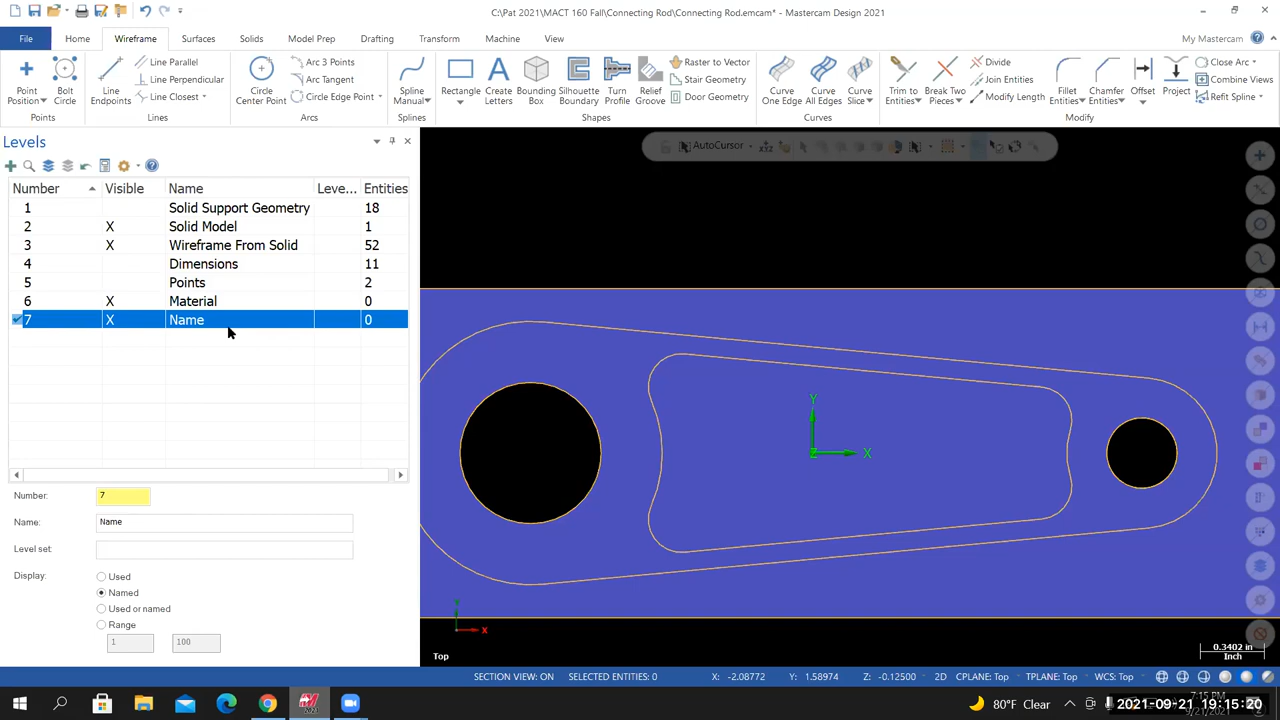 C:\Pat 2021\MACT 160 Fall\Connecting Rod\Connecting Rod.emcam* - Mastercam Design 2021
File Home Wireframe Surfaces Solids Model Prep Drafting Transform Machine View My Mastercam
Point Position
Bolt Circle
Points
Line Endpoints
Line Parallel
Line Perpendicular
Line Closest
Lines
Circle Center Point
Arc 3 Points
Arc Tangent
Circle Edge Point
Arcs
Spline Manual
Splines
Rectangle
Create Letters
Bounding Box
Silhouette Boundary
Turn Profile
Relief Groove
Raster to Vector
Stair Geometry
Door Geometry
Shapes
Curve One Edge
Curve All Edges
Curve Slice
Curves
Trim to Entities
Break Two Pieces
Divide
Join Entities
Modify Length
Fillet Entities
Chamfer Entities
Offset
Project
Close Arc
Combine Views
Refit Spline
Modify
Levels
AutoCursor
Number Visible Name Leve... Entities
1 Solid Support Geometry 18
2 X Solid Model 1
3 X Wireframe From Solid 52
4 Dimensions 11
5 Points 2
6 X Material 0
7 X Name 0
Number: 7
Name: Name
Level set:
Display: Used
Named
Used or named
Range
1 100
Y
X
Z
X
Top
0.3402 in
Inch
SECTION VIEW: ON SELECTED ENTITIES: 0 X: -2.08772 Y: 1.58974 Z: -0.12500 2D CPLANE: Top TPLANE: Top WCS: Top
80°F Clear
7:15 PM
2021-09-21 19:15:20